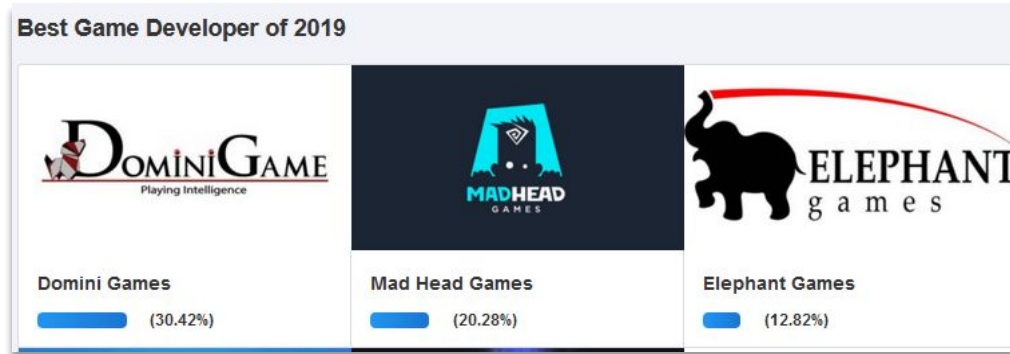 Best Game Developer of 2019
DOMINIGAME
Playing Intelligence
MADHEAD
GAMES
ELEPHANT
games
Domini Games
Mad Head Games
Elephant Games
(30.42%)
(20.28%)
(12.82%)